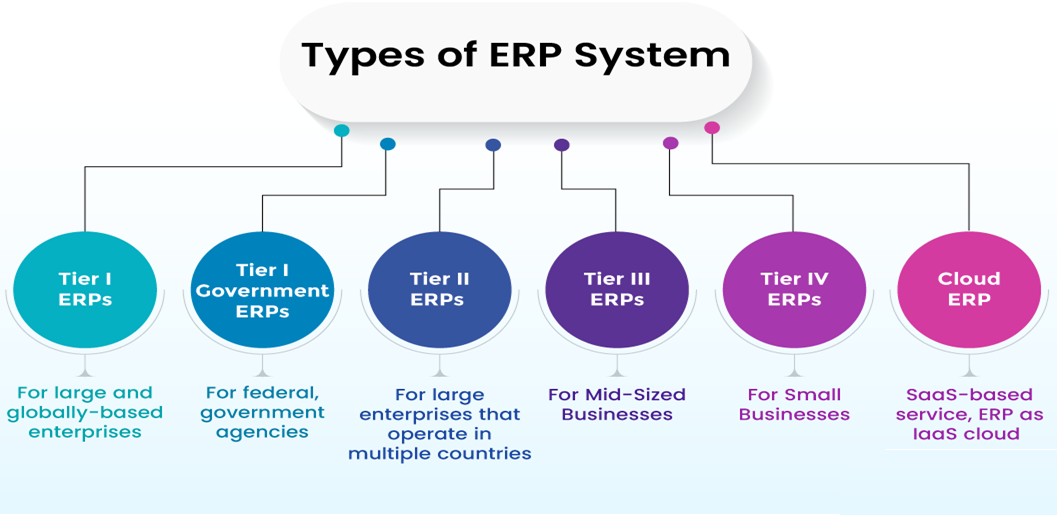 Types of ERP System
Tier I
ERPs
Tier I
Government
ERPs
Tier II
ERPs
Tier III
ERPs
Tier IV
ERPs
Cloud
ERP
For large and
globally-based
enterprises
For federal,
government
agencies
For large
enterprises that
operate in
multiple countries
For Mid-Sized
Businesses
For Small
Businesses
SaaS-based
service, ERP as
IaaS cloud